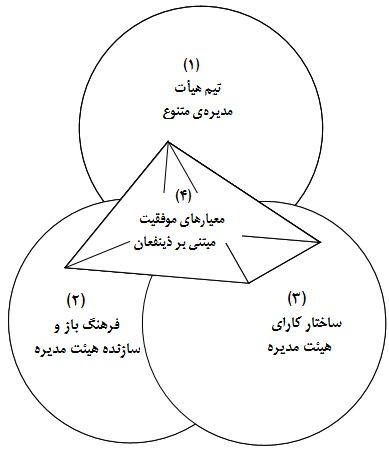 (۱)
تیم هیأت
مدیره‌ی متنوع
(۴)
معیارهای موفقیت
مبتنی بر ذینفعان
(۳)
ساختار کارای
هیئت مدیره
(۲)
فرهنگ باز و
سازنده هیئت مدیره